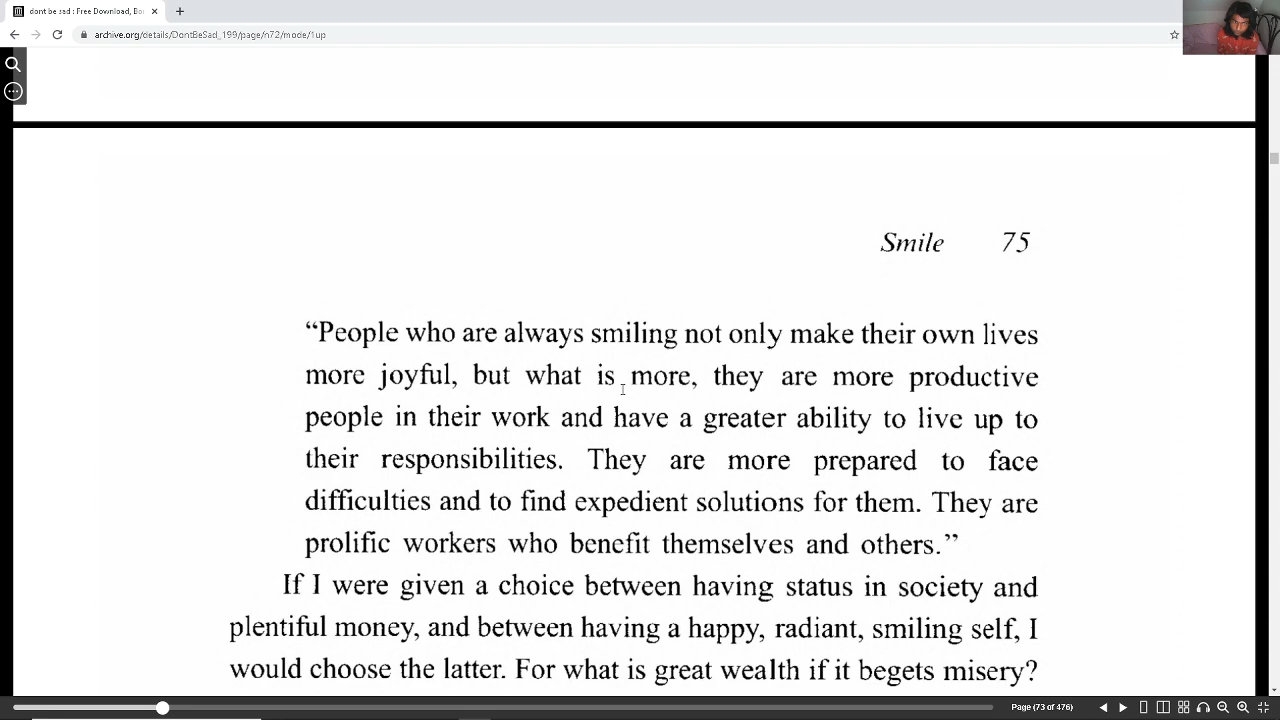 dont be sad : Free Download, Bo
archive.org/details/DontBeSad_199/page/n72/mode/1up
Smile 75
“People who are always smiling not only make their own lives
more joyful, but what is more, they are more productive
people in their work and have a greater ability to live up to
their responsibilities. They are more prepared to face
difficulties and to find expedient solutions for them. They are
prolific workers who benefit themselves and others.”
If I were given a choice between having status in society and
plentiful money, and between having a happy, radiant, smiling self, I
would choose the latter. For what is great wealth if it begets misery?
Page (73 of 476)